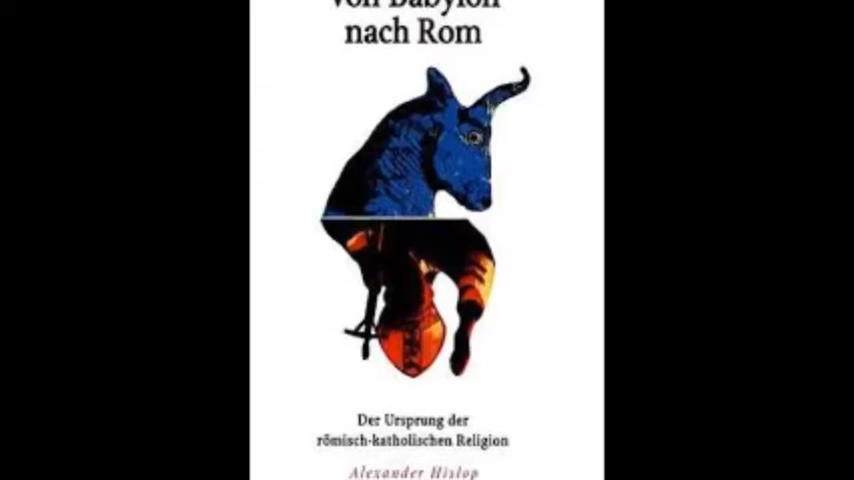 von Babylon
nach Rom
Der Ursprung der
römisch-katholischen Religion
Alexander Hislop